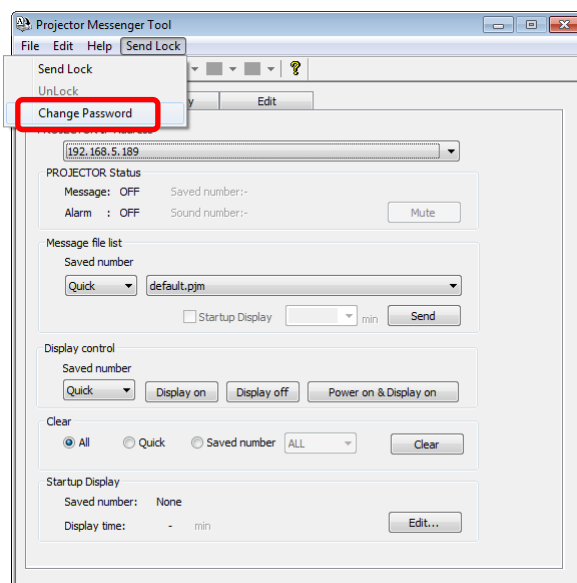 Projector Messenger Tool
File Edit Help Send Lock
Send Lock
UnLock
Change Password
Edit
192.168.5.189
PROJECTOR Status
Message: OFF Saved number:-
Alarm : OFF Sound number:- Mute
Message file list
Saved number
Quick default.pjm
Startup Display min Send
Display control
Saved number
Quick Display on Display off Power on & Display on
Clear
All Quick Saved number ALL Clear
Startup Display
Saved number: None
Display time: - min Edit...